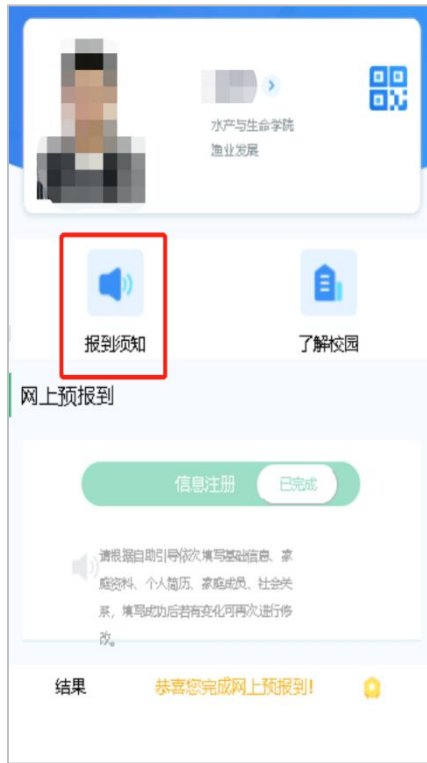 水产与生命学院
渔业发展
报到须知
了解校园
网上预报到
信息注册
已完成
请根据自助引导依次填写基础信息、家
庭资料、个人简历、家庭成员、社会关
系，填写成功后若有变化可再次进行修
改。
结果
恭喜您完成网上预报到！